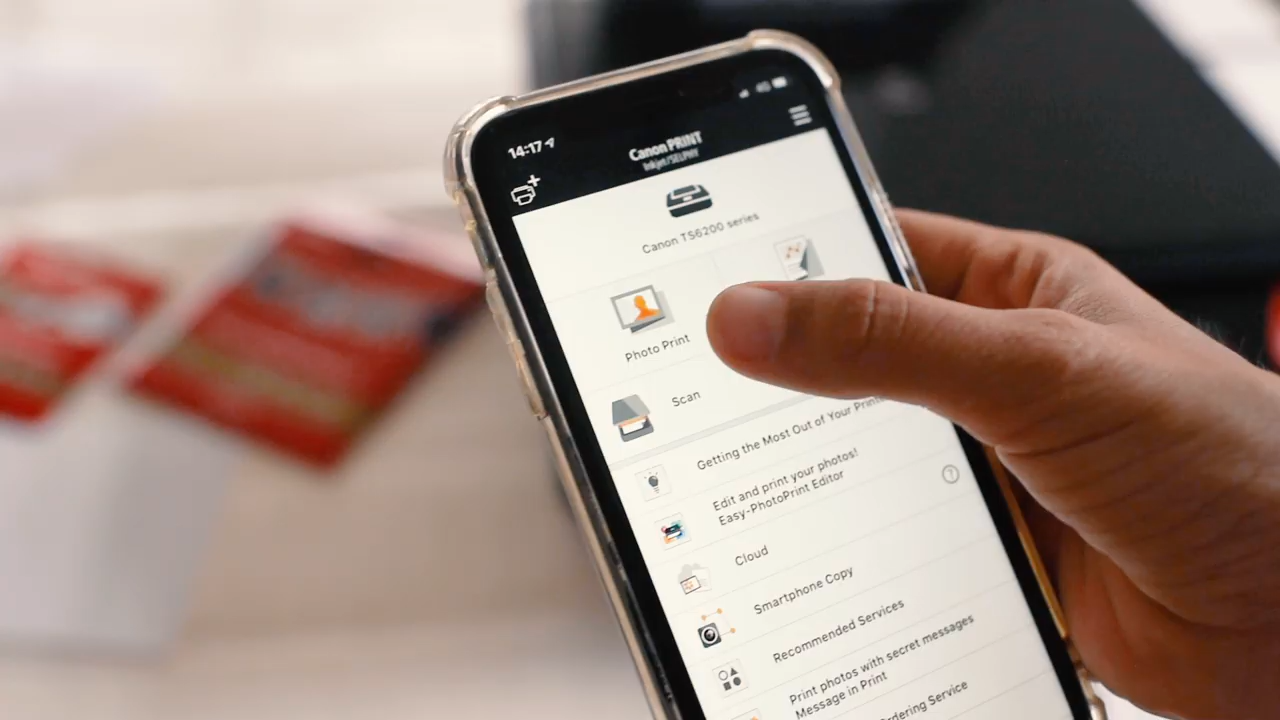 14:17
4G
Canon PRINT
Inkjet/SELPHY
Canon TS6200 series
Photo Print
Scan
Getting the Most Out of Your
Edit and print your photos!
Easy-PhotoPrint Editor
?
Cloud
Smartphone Copy
Recommended Services
Print photos with secret messages
Message in Print
Service